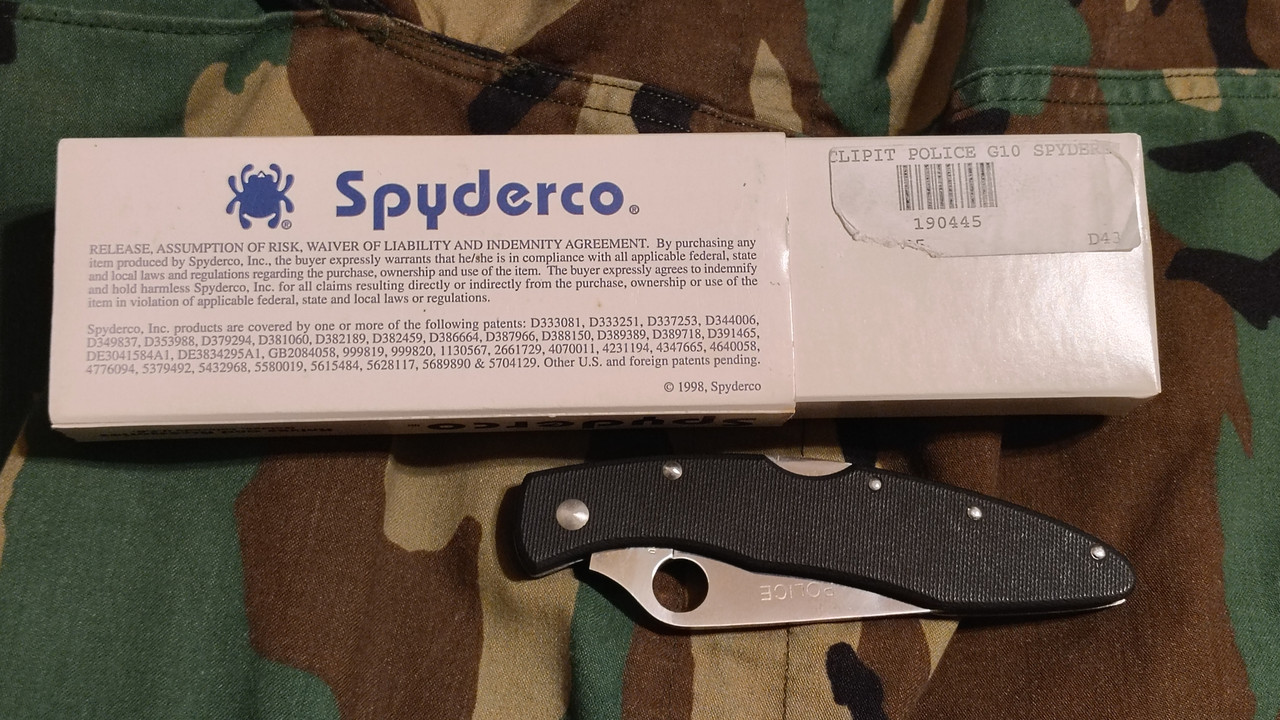 Spyderco®
RELEASE, ASSUMPTION OF RISK, WAIVER OF LIABILITY AND INDEMNITY AGREEMENT. By purchasing any
item produced by Spyderco, Inc., the buyer expressly warrants that he/she is in compliance with all applicable federal, state
and local laws and regulations regarding the purchase, ownership and use of the item. The buyer expressly agrees to indemnify
and hold harmless Spyderco, Inc. for all claims resulting directly or indirectly from the purchase, ownership or use of the
item in violation of applicable federal, state and local laws or regulations.
Spyderco, Inc. products are covered by one or more of the following patents: D333081, D333251, D337253, D344006,
D349837, D353988, D379294, D381060, D382189, D382459, D386664, D387966, D388150, D389389, D389718, D391465,
DE3041584A1, DE3834295A1, GB2084058, 999819, 999820, 1130567, 2661729, 4070011, 4231194, 4347665, 4640058,
4776094, 5379492, 5432968, 5580019, 5615484, 5628117, 5689890 & 5704129. Other U.S. and foreign patents pending.
© 1998, Spyderco
CLIPIT POLICE G10 SPYDER
190445
D43
Spyderco
POLICE